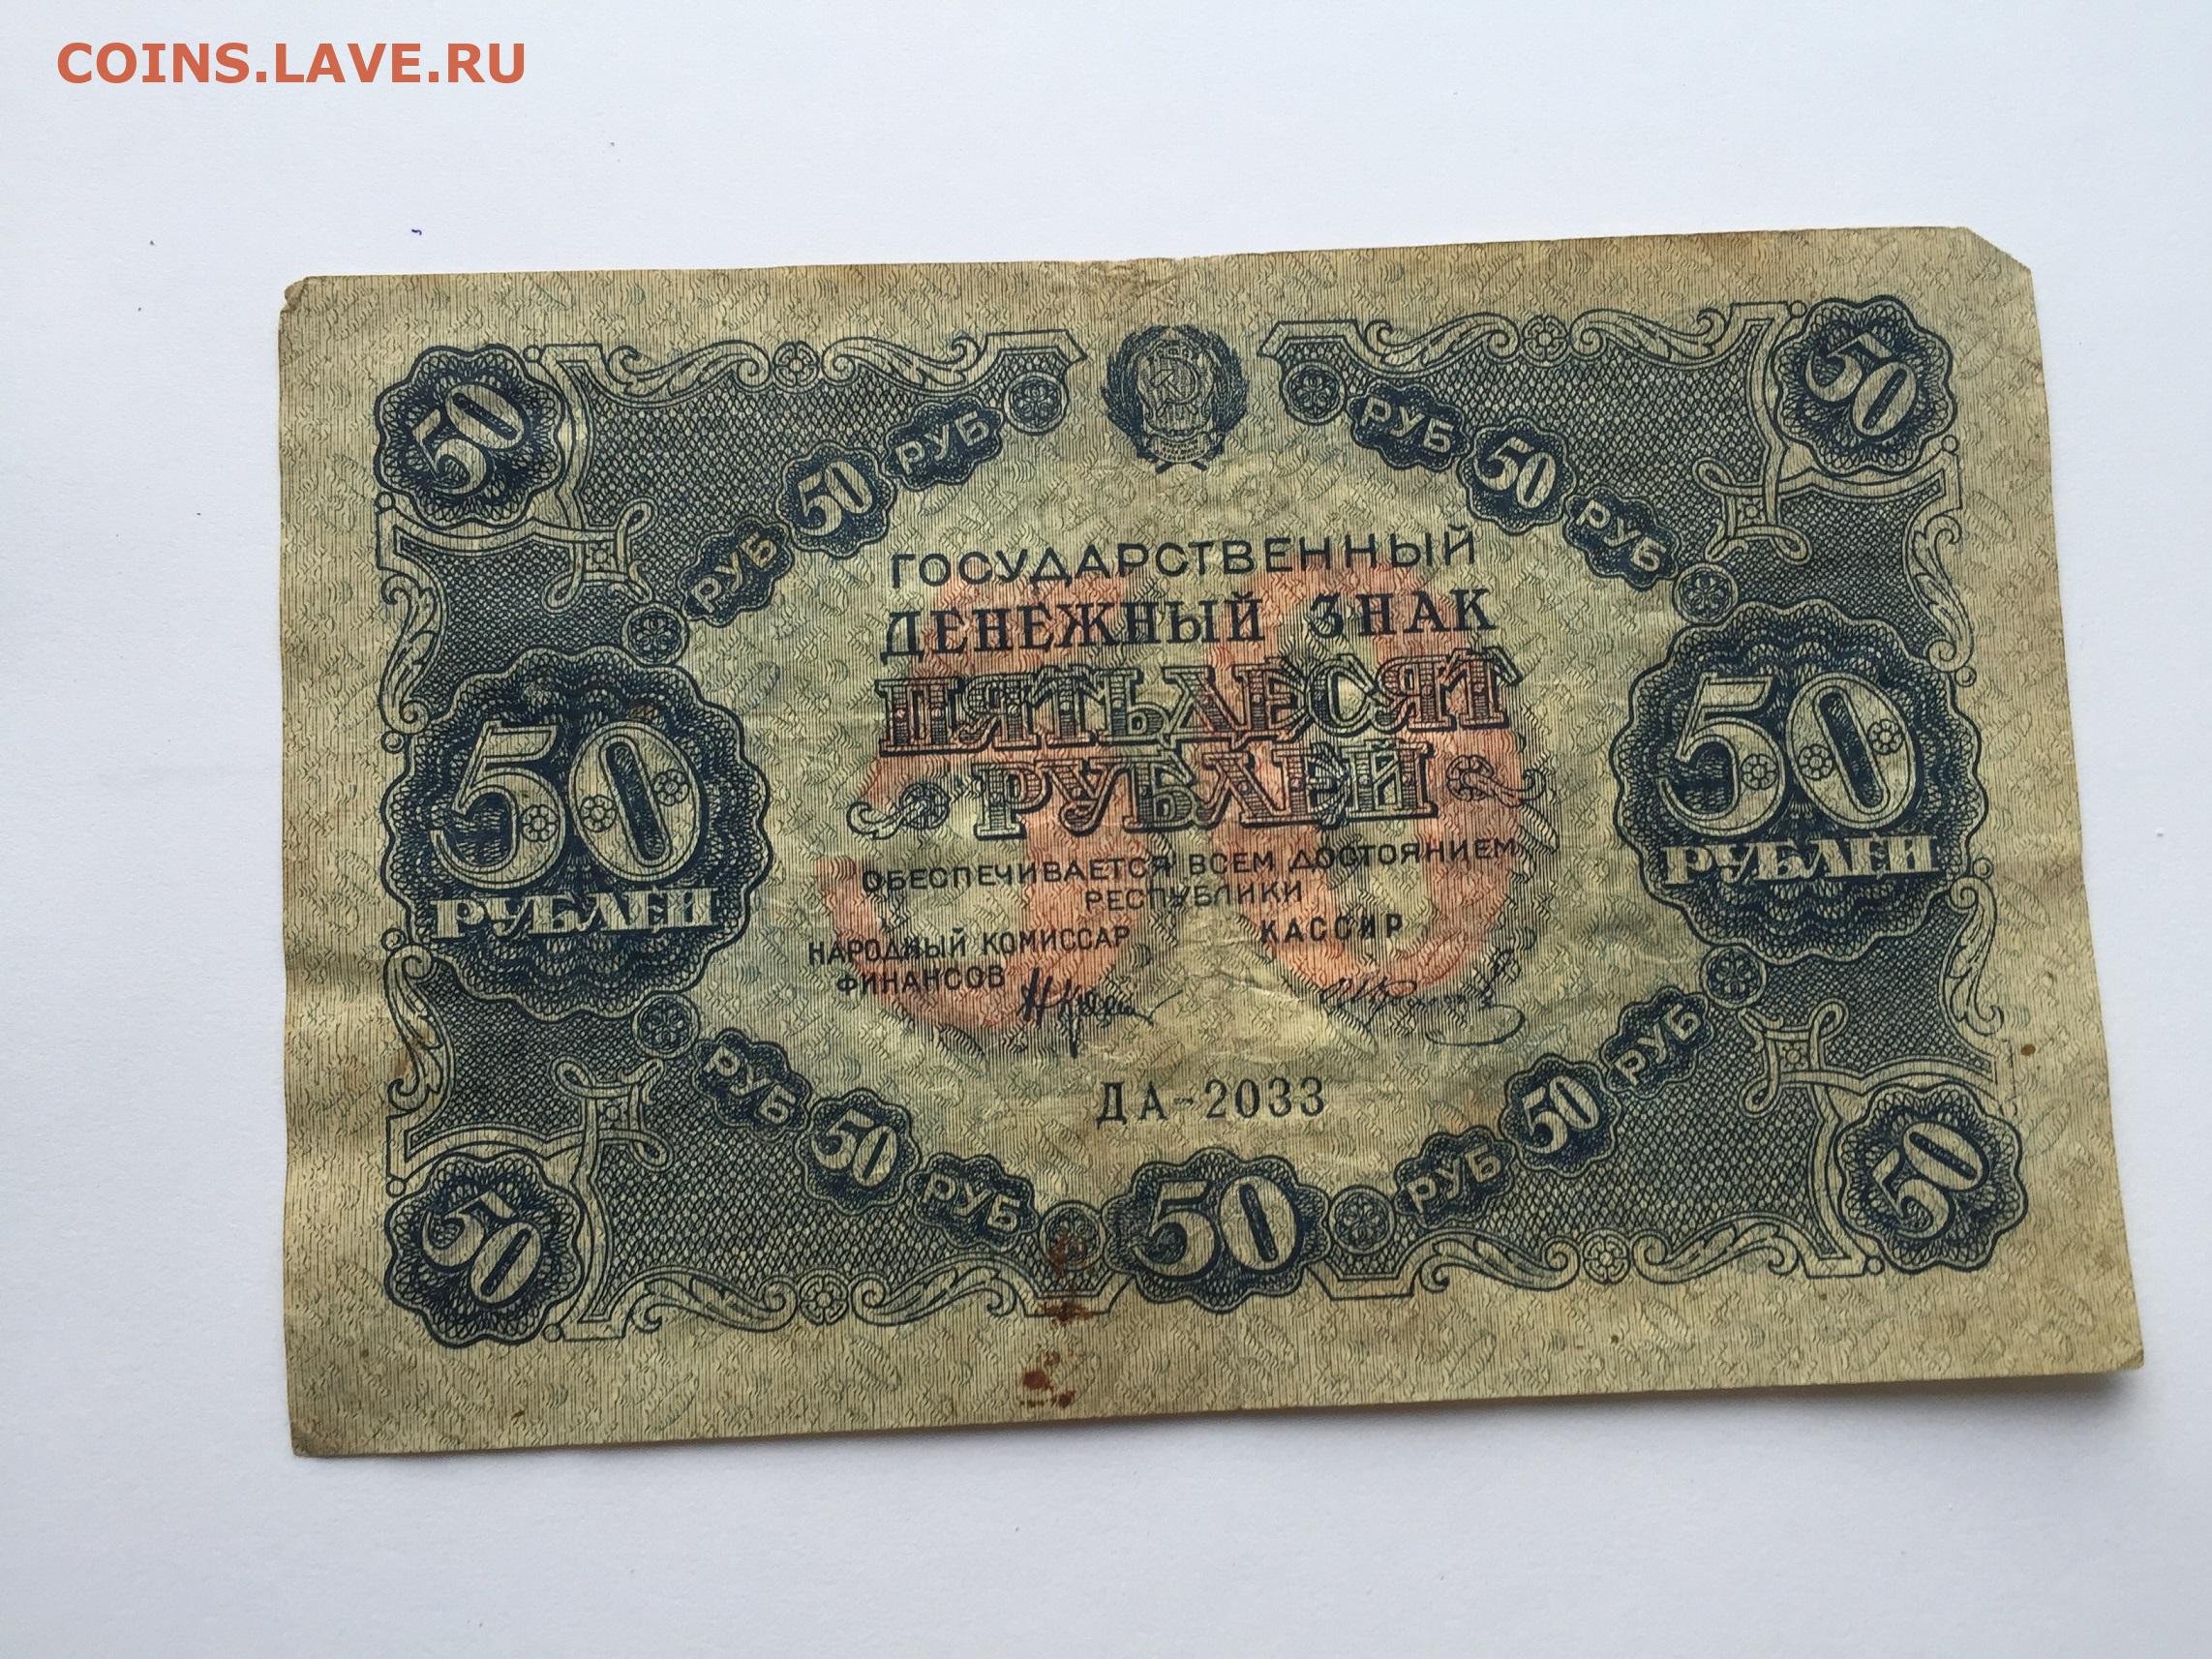 COINS.LAVE.RU
50 РУБ 50 РУБ РУБ 50 РУБ 50
ГОСУДАРСТВЕННЫЙ
ДЕНЕЖНЫЙ ЗНАК
ПЯТЬДЕСЯТ
РУБЛЕЙ
50 50
РУБЛЕЙ РУБЛЕЙ
ОБЕСПЕЧИВАЕТСЯ ВСЕМ ДОСТОЯНИЕМ
РЕСПУБЛИКИ
НАРОДНЫЙ КОМИССАР КАССИР
ФИНАНСОВ
ДА-2033
50 РУБ 50 РУБ 50 РУБ 50 РУБ 50